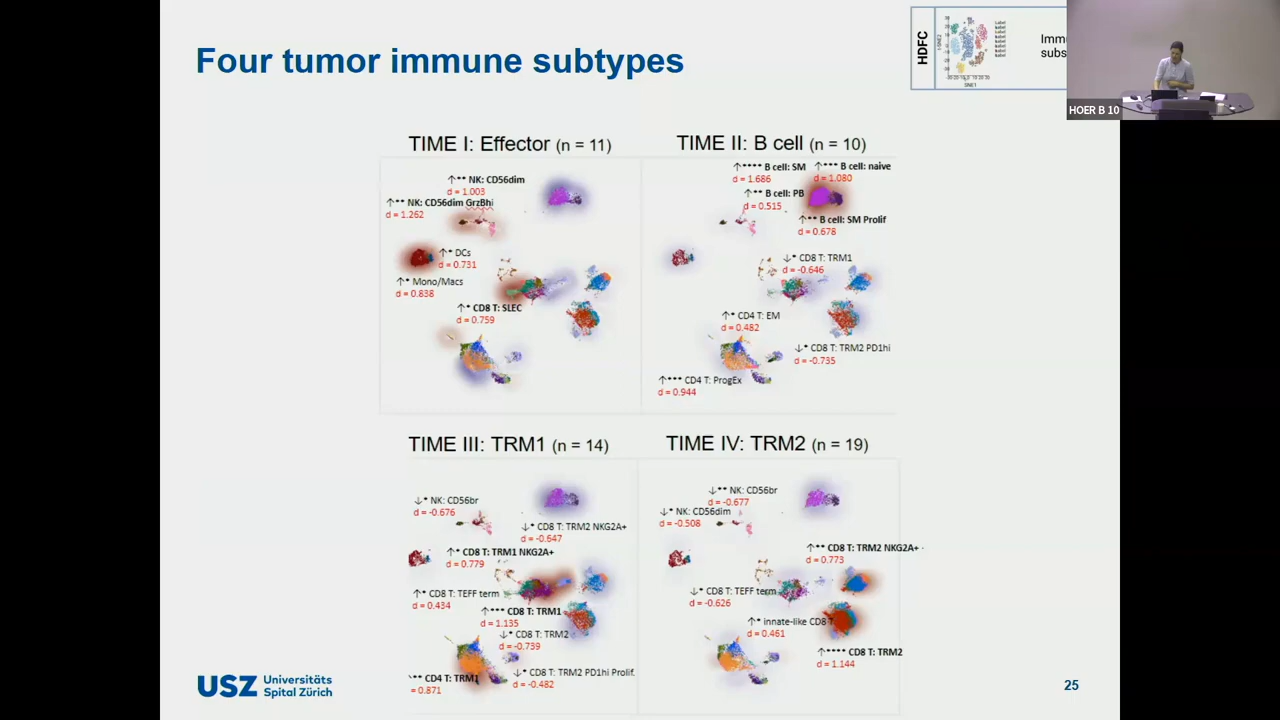 Four tumor immune subtypes
HDFC
HOER B 10
TIME I: Effector (n = 11)
↑** NK: CD56dim
d = 1.003
↑** NK: CD56dim GrzBhi
d = 1.262
↑* DCs
d = 0.731
↑* Mono/Macs
d = 0.838
↑* CD8 T: SLEC
d = 0.759
TIME II: B cell (n = 10)
↑**** B cell: SM
d = 1.686
↑*** B cell: naive
d = 1.080
↑** B cell: PB
d = 0.515
↑** B cell: SM Prolif
d = 0.678
↓* CD8 T: TRM1
d = -0.646
↑* CD4 T: EM
d = 0.482
↓* CD8 T: TRM2 PD1hi
d = -0.735
↑*** CD4 T: ProgEx
d = 0.944
TIME III: TRM1 (n = 14)
↓* NK: CD56br
d = -0.676
↓* CD8 T: TRM2 NKG2A+
d = -0.647
↑* CD8 T: TRM1 NKG2A+
d = 0.779
↑* CD8 T: TEFF term
d = 0.434
↑*** CD8 T: TRM1
d = 1.135
↓* CD8 T: TRM2
d = -0.739
↓* CD8 T: TRM2 PD1hi Prolif.
d = -0.482
** CD4 T: TRM1
= 0.871
TIME IV: TRM2 (n = 19)
↓** NK: CD56br
d = -0.677
↓* NK: CD56dim
d = -0.508
↑** CD8 T: TRM2 NKG2A+
d = 0.773
↓* CD8 T: TEFF term
d = -0.626
↑* innate-like CD8 T
d = 0.461
↑**** CD8 T: TRM2
d = 1.144
USZ Universitäts
Spital Zürich
25